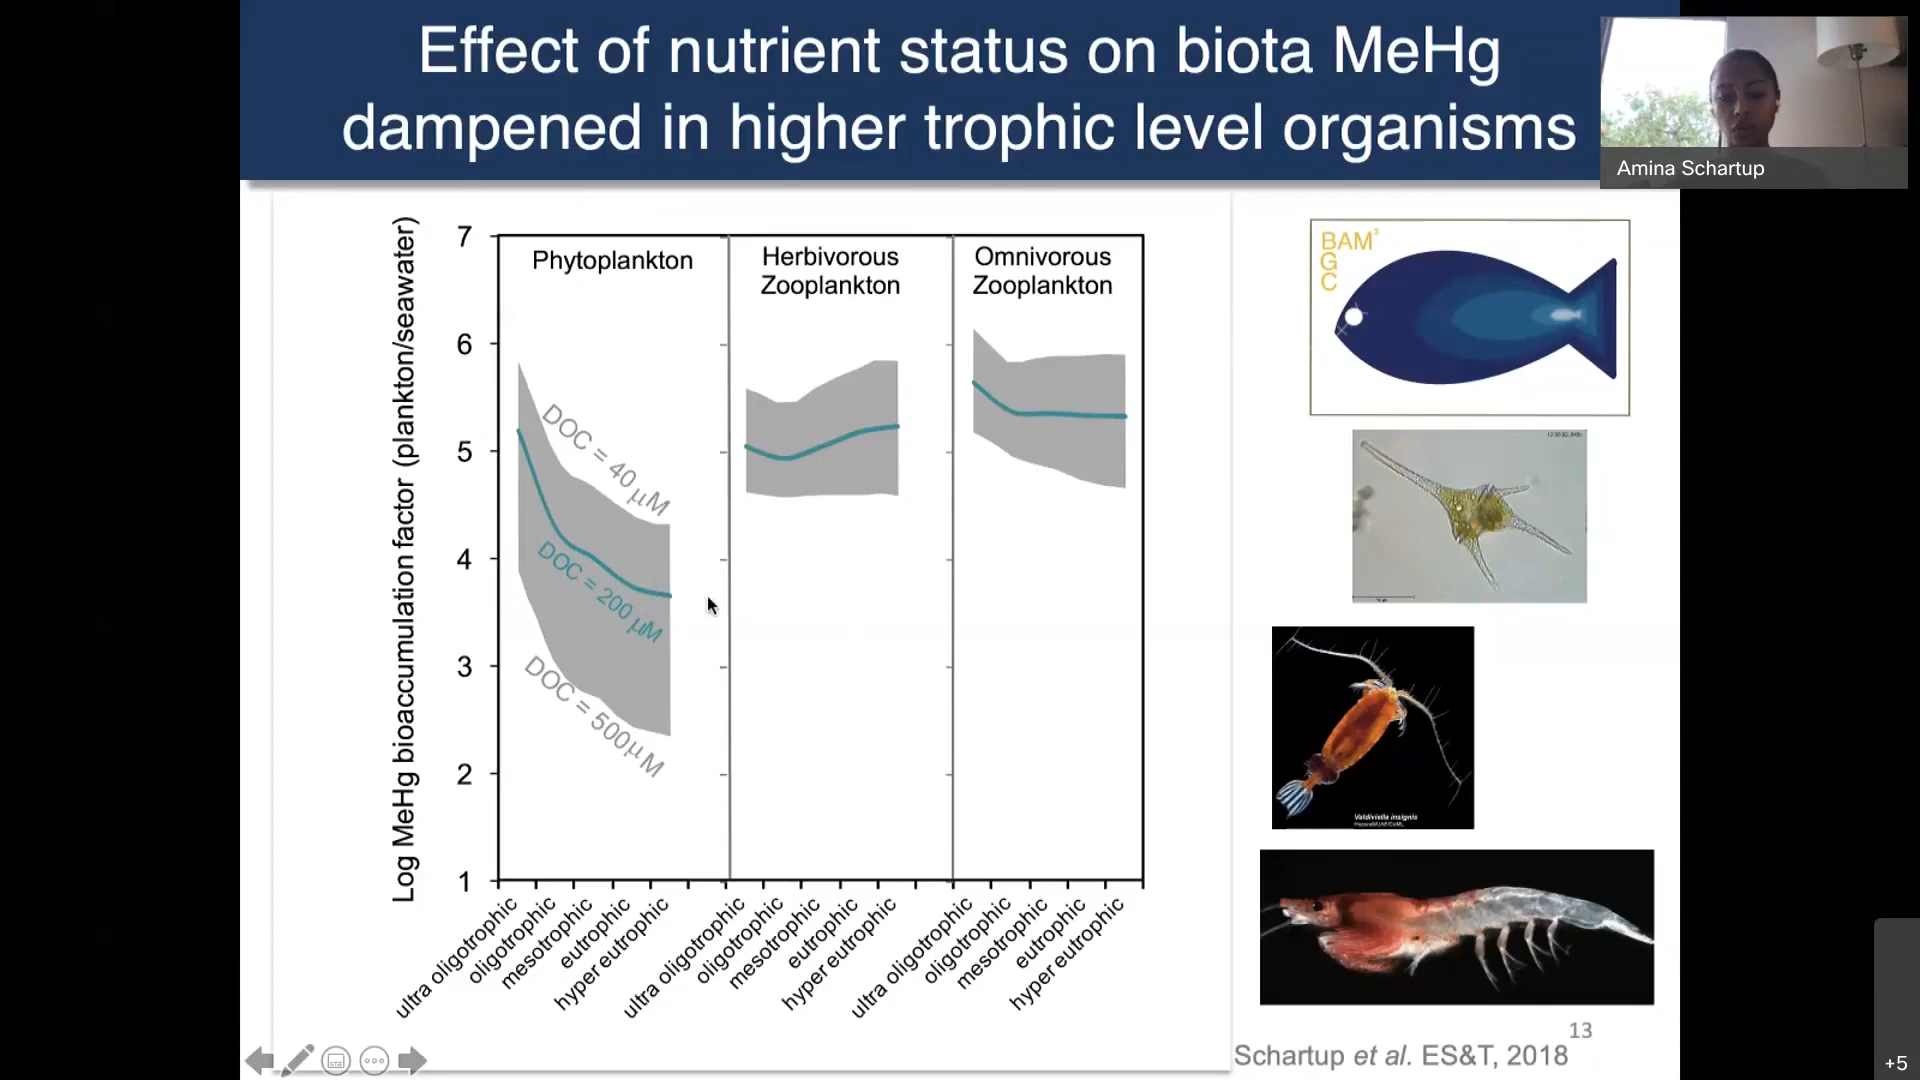 Effect of nutrient status on biota MeHg
dampened in higher trophic level organisms
Amina Schartup
Log MeHg bioaccumulation factor (plankton/seawater)
7
6
5
4
3
2
1
Phytoplankton
Herbivorous
Zooplankton
Omnivorous
Zooplankton
DOC = 40 µM
DOC = 200 µM
DOC = 500µM
ultra oligotrophic
oligotrophic
mesotrophic
eutrophic
hyper eutrophic
ultra oligotrophic
oligotrophic
mesotrophic
eutrophic
hyper eutrophic
ultra oligotrophic
oligotrophic
mesotrophic
eutrophic
hyper eutrophic
BAM³
G
C
Valdiviella insignis
13
Schartup et al. ES&T, 2018
+5